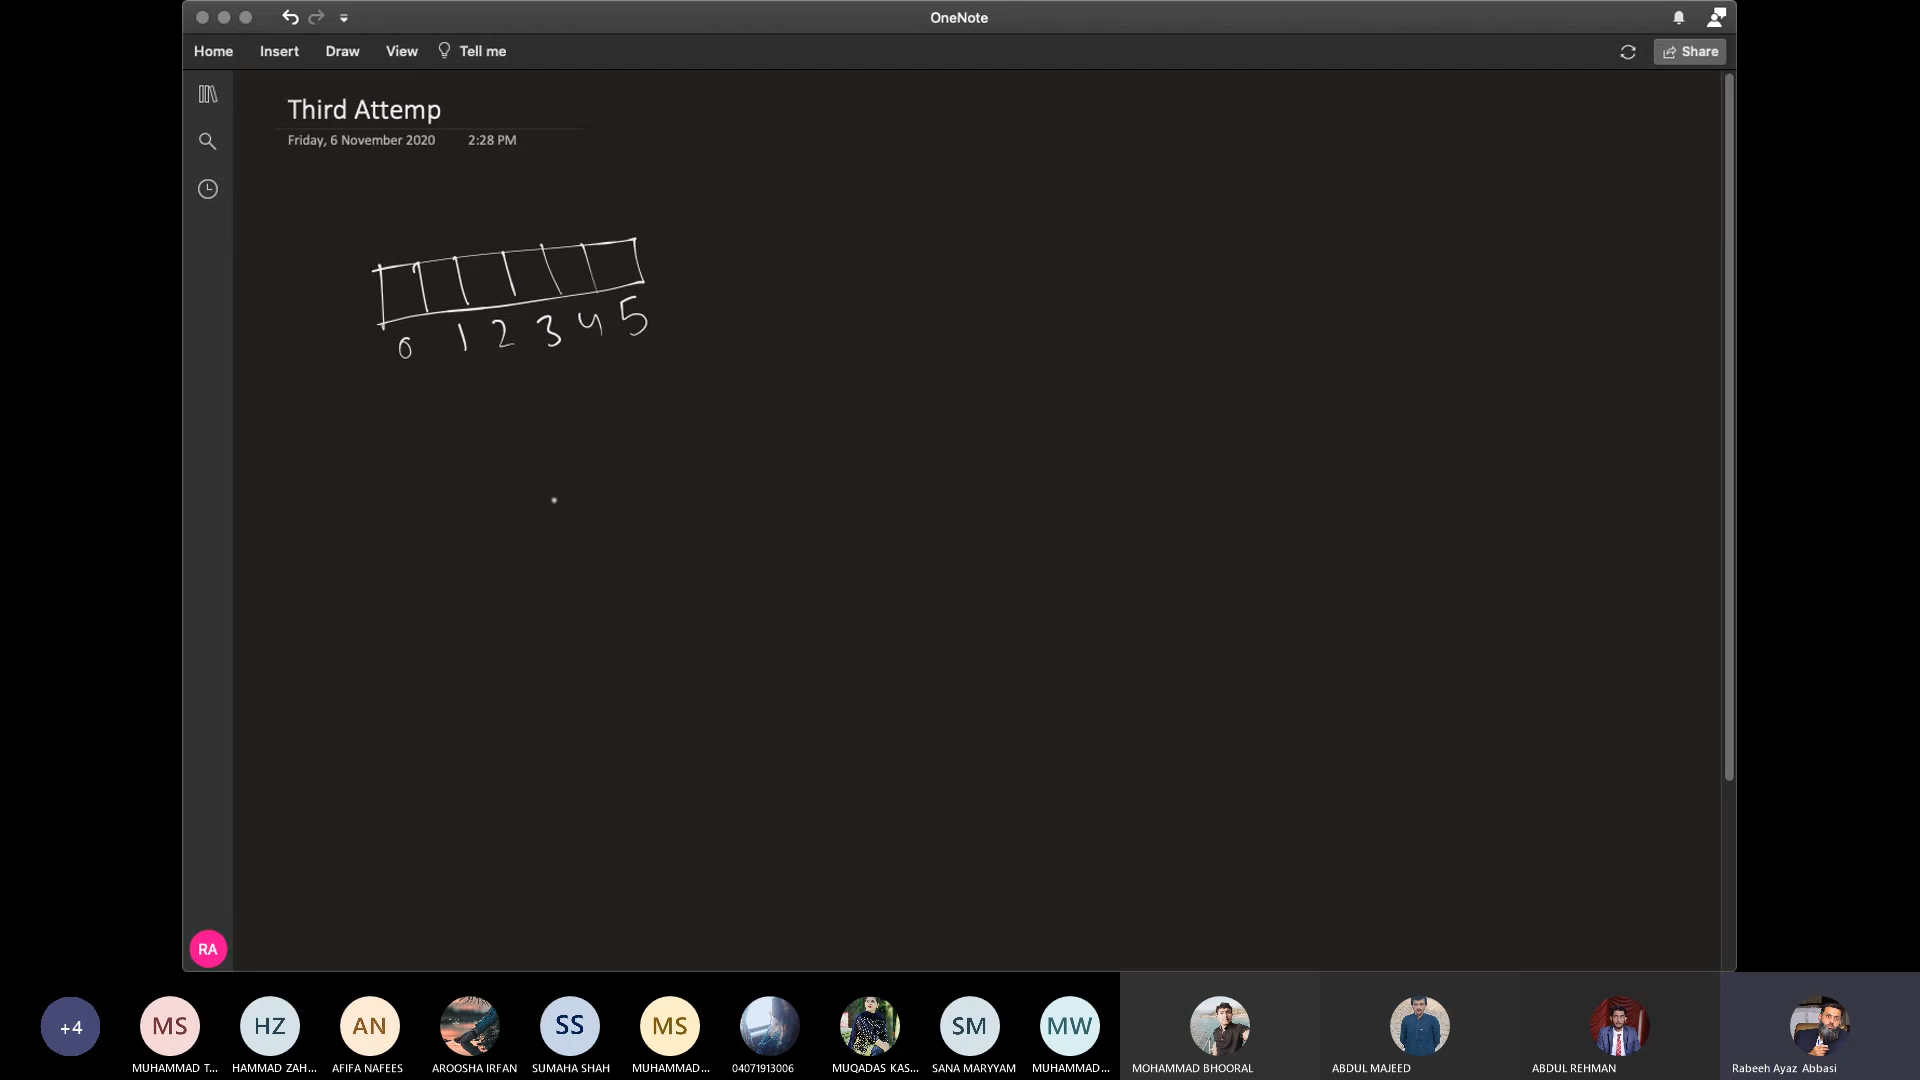 OneNote
Home Insert Draw View Tell me
Share
Third Attemp
Friday, 6 November 2020 2:28 PM
0 1 2 3 4 5
RA
+4 MS HZ AN SS MS SM MW
MUHAMMAD T... HAMMAD ZAH... AFIFA NAFEES AROOSHA IRFAN SUMAHA SHAH MUHAMMAD... 04071913006 MUQADAS KAS... SANA MARYYAM MUHAMMAD... MOHAMMAD BHOORAL ABDUL MAJEED ABDUL REHMAN Rabeeh Ayaz Abbasi